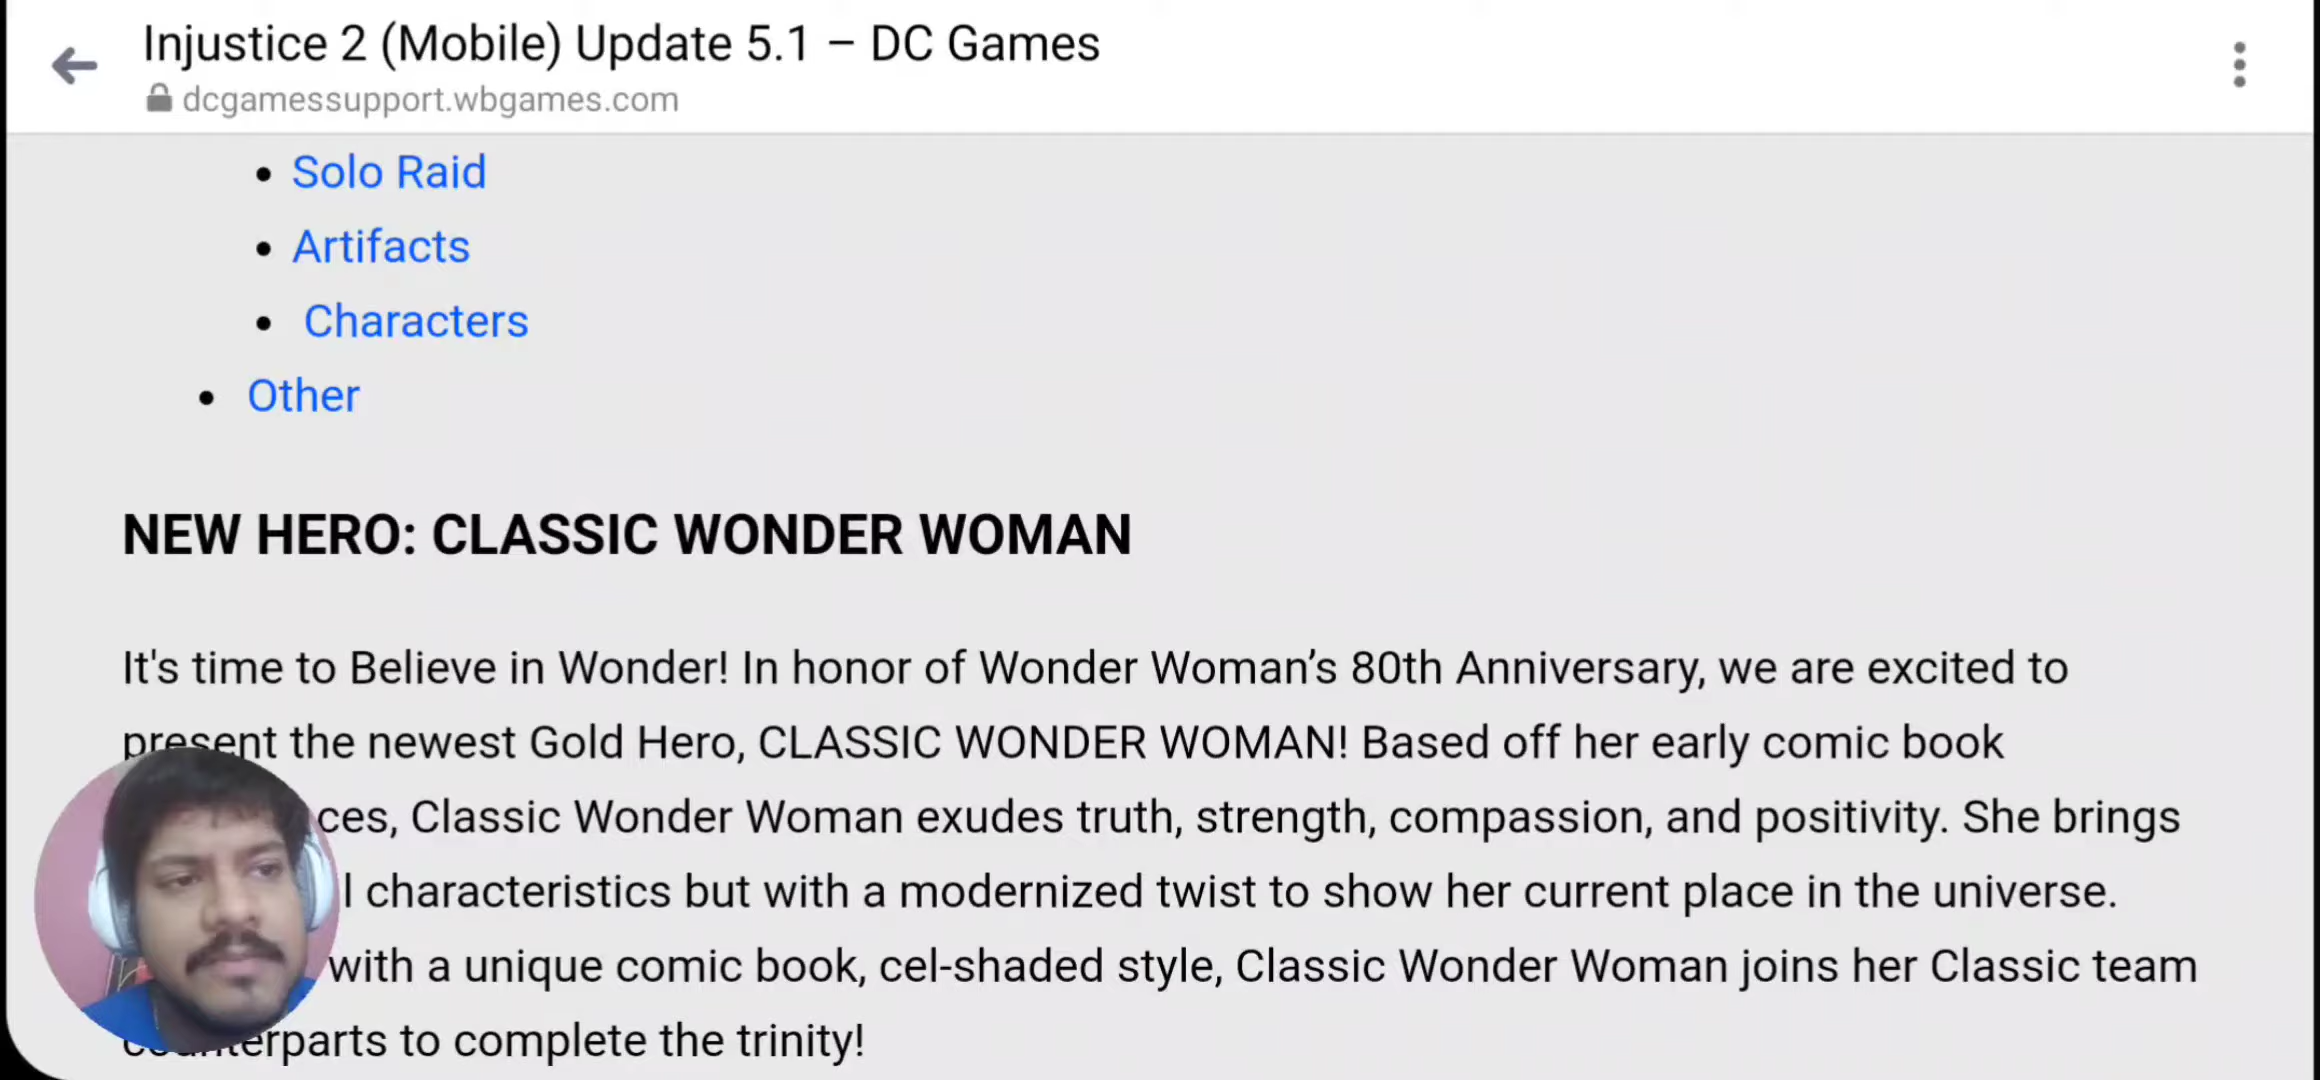 Injustice 2 (Mobile) Update 5.1 – DC Games
dcgamessupport.wbgames.com
Solo Raid
Artifacts
Characters
Other
NEW HERO: CLASSIC WONDER WOMAN
It's time to Believe in Wonder! In honor of Wonder Woman’s 80th Anniversary, we are excited to
present the newest Gold Hero, CLASSIC WONDER WOMAN! Based off her early comic book
ces, Classic Wonder Woman exudes truth, strength, compassion, and positivity. She brings
l characteristics but with a modernized twist to show her current place in the universe.
with a unique comic book, cel-shaded style, Classic Wonder Woman joins her Classic team
counterparts to complete the trinity!